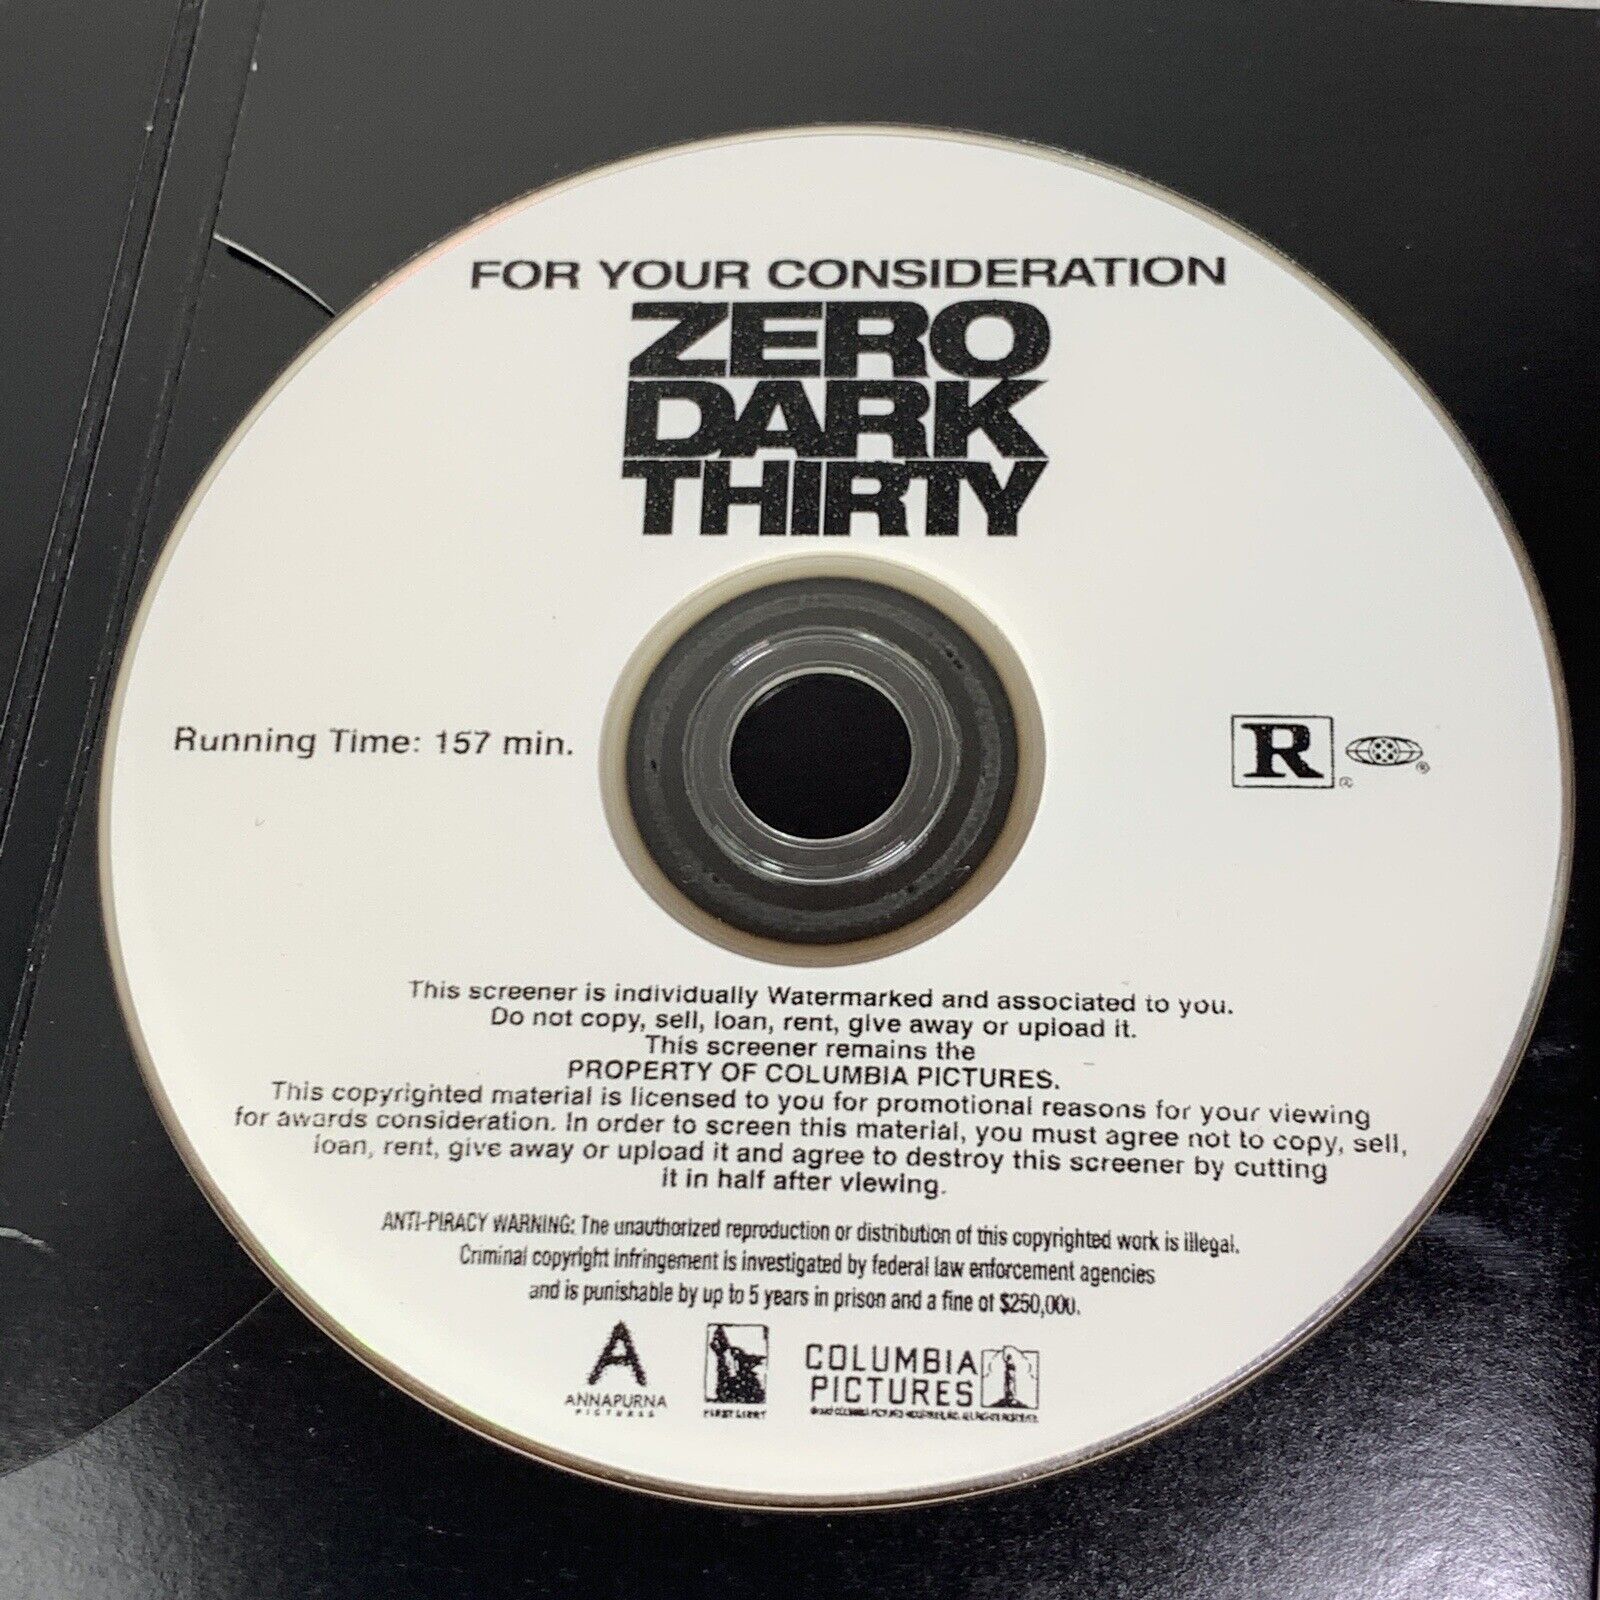 FOR YOUR CONSIDERATION
ZERO
DARK
THIRTY
Running Time: 157 min.
R
®
This screener is individually Watermarked and associated to you.
Do not copy, sell, loan, rent, give away or upload it.
This screener remains the
PROPERTY OF COLUMBIA PICTURES.
This copyrighted material is licensed to you for promotional reasons for your viewing
for awards consideration. In order to screen this material, you must agree not to copy, sell,
loan, rent, give away or upload it and agree to destroy this screener by cutting
it in half after viewing.
ANTI-PIRACY WARNING: The unauthorized reproduction or distribution of this copyrighted work is illegal.
Criminal copyright infringement is investigated by federal law enforcement agencies
and is punishable by up to 5 years in prison and a fine of $250,000.
A
ANNAPURNA
PICTURES
FIRST LIGHT
COLUMBIA
PICTURES